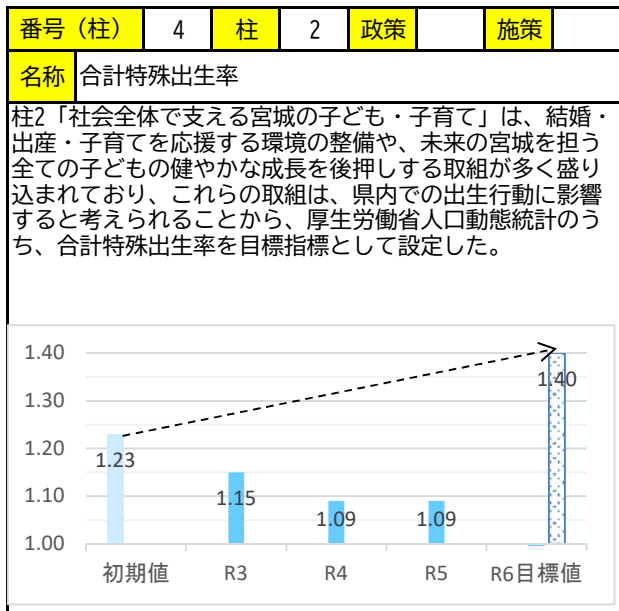 番号（柱） 4 柱 2 政策 施策
名称 合計特殊出生率
柱2「社会全体で支える宮城の子ども・子育て」は、結婚・
出産・子育てを応援する環境の整備や、未来の宮城を担う
全ての子どもの健やかな成長を後押しする取組が多く盛り
込まれており、これらの取組は、県内での出生行動に影響
すると考えられることから、厚生労働省人口動態統計のう
ち、合計特殊出生率を目標指標として設定した。
1.40
1.30
1.20
1.10
1.00
1.23
1.15
1.09
1.09
1.40
初期値 R3 R4 R5 R6目標値